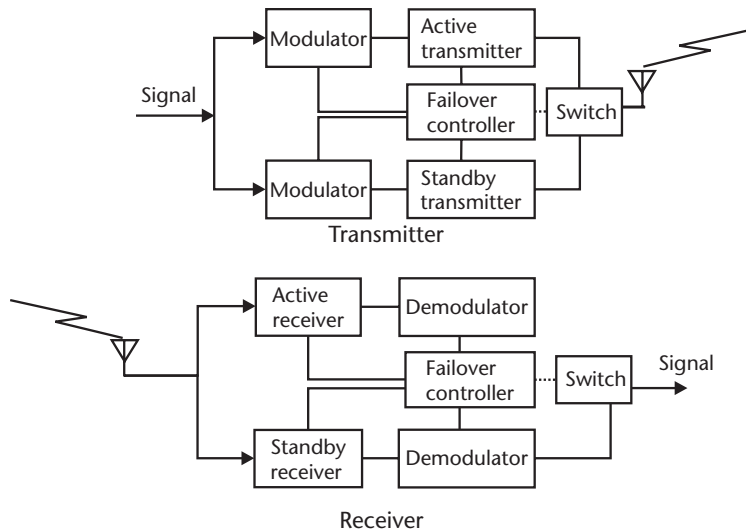 Modulator
Active
transmitter
Signal
Failover
controller
Switch
Modulator
Standby
transmitter
Transmitter
Active
receiver
Demodulator
Failover
controller
Switch
Signal
Standby
receiver
Demodulator
Receiver